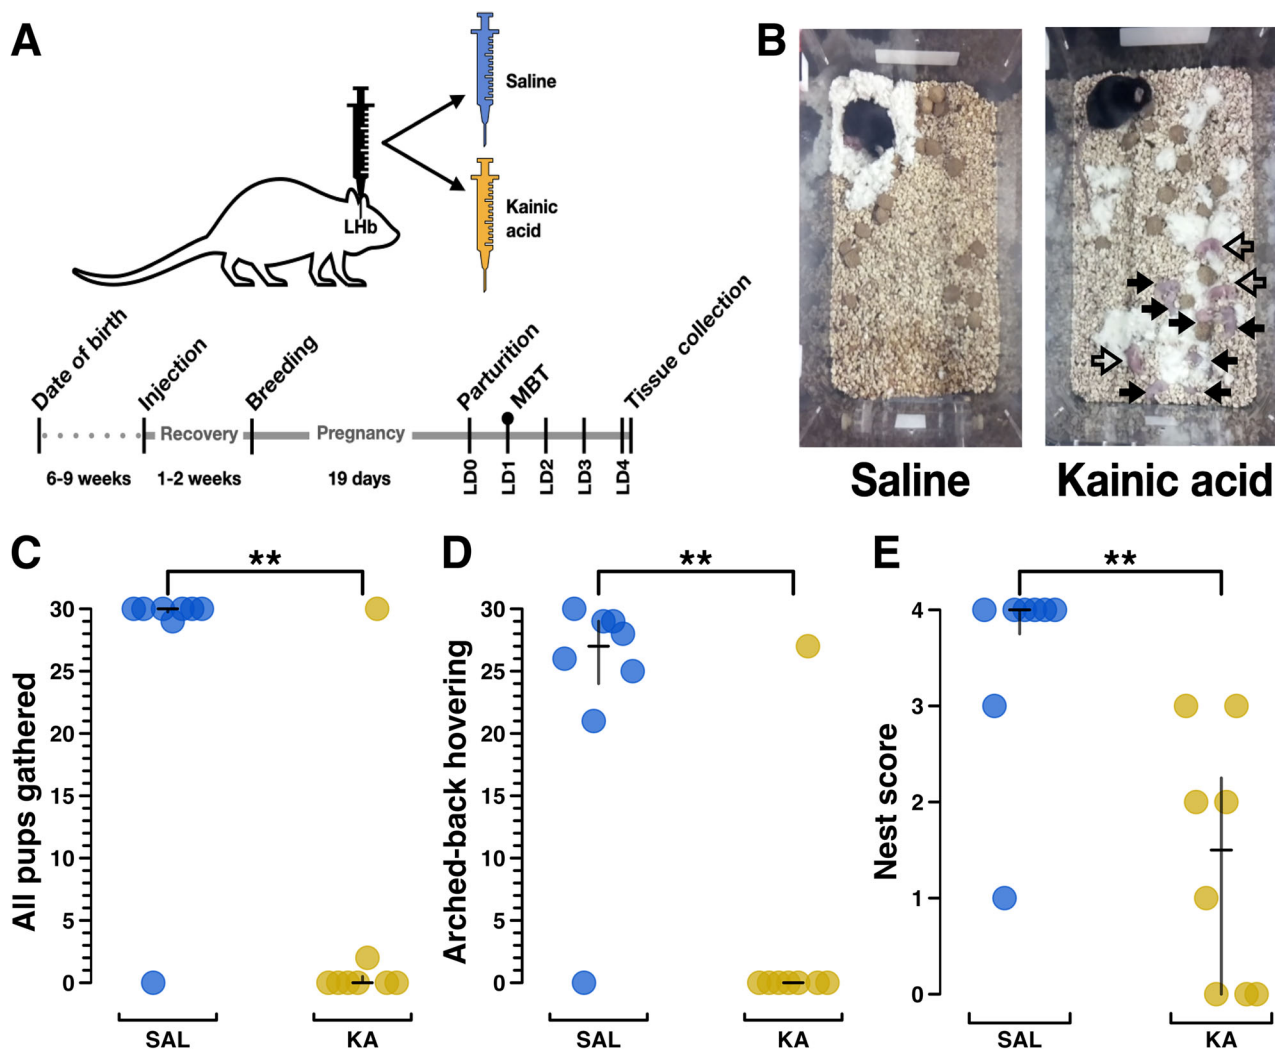 A
Saline
Kainic
acid
LHb
Date of birth
Injection
Breeding
Parturition
MBT
Tissue collection
Recovery
Pregnancy
6-9 weeks
1-2 weeks
19 days
LD0
LD1
LD2
LD3
LD4
B
Saline
Kainic acid
C
**
All pups gathered
30
25
20
15
10
5
0
SAL
KA
D
**
Arched-back hovering
30
25
20
15
10
5
0
SAL
KA
E
**
Nest score
4
3
2
1
0
SAL
KA